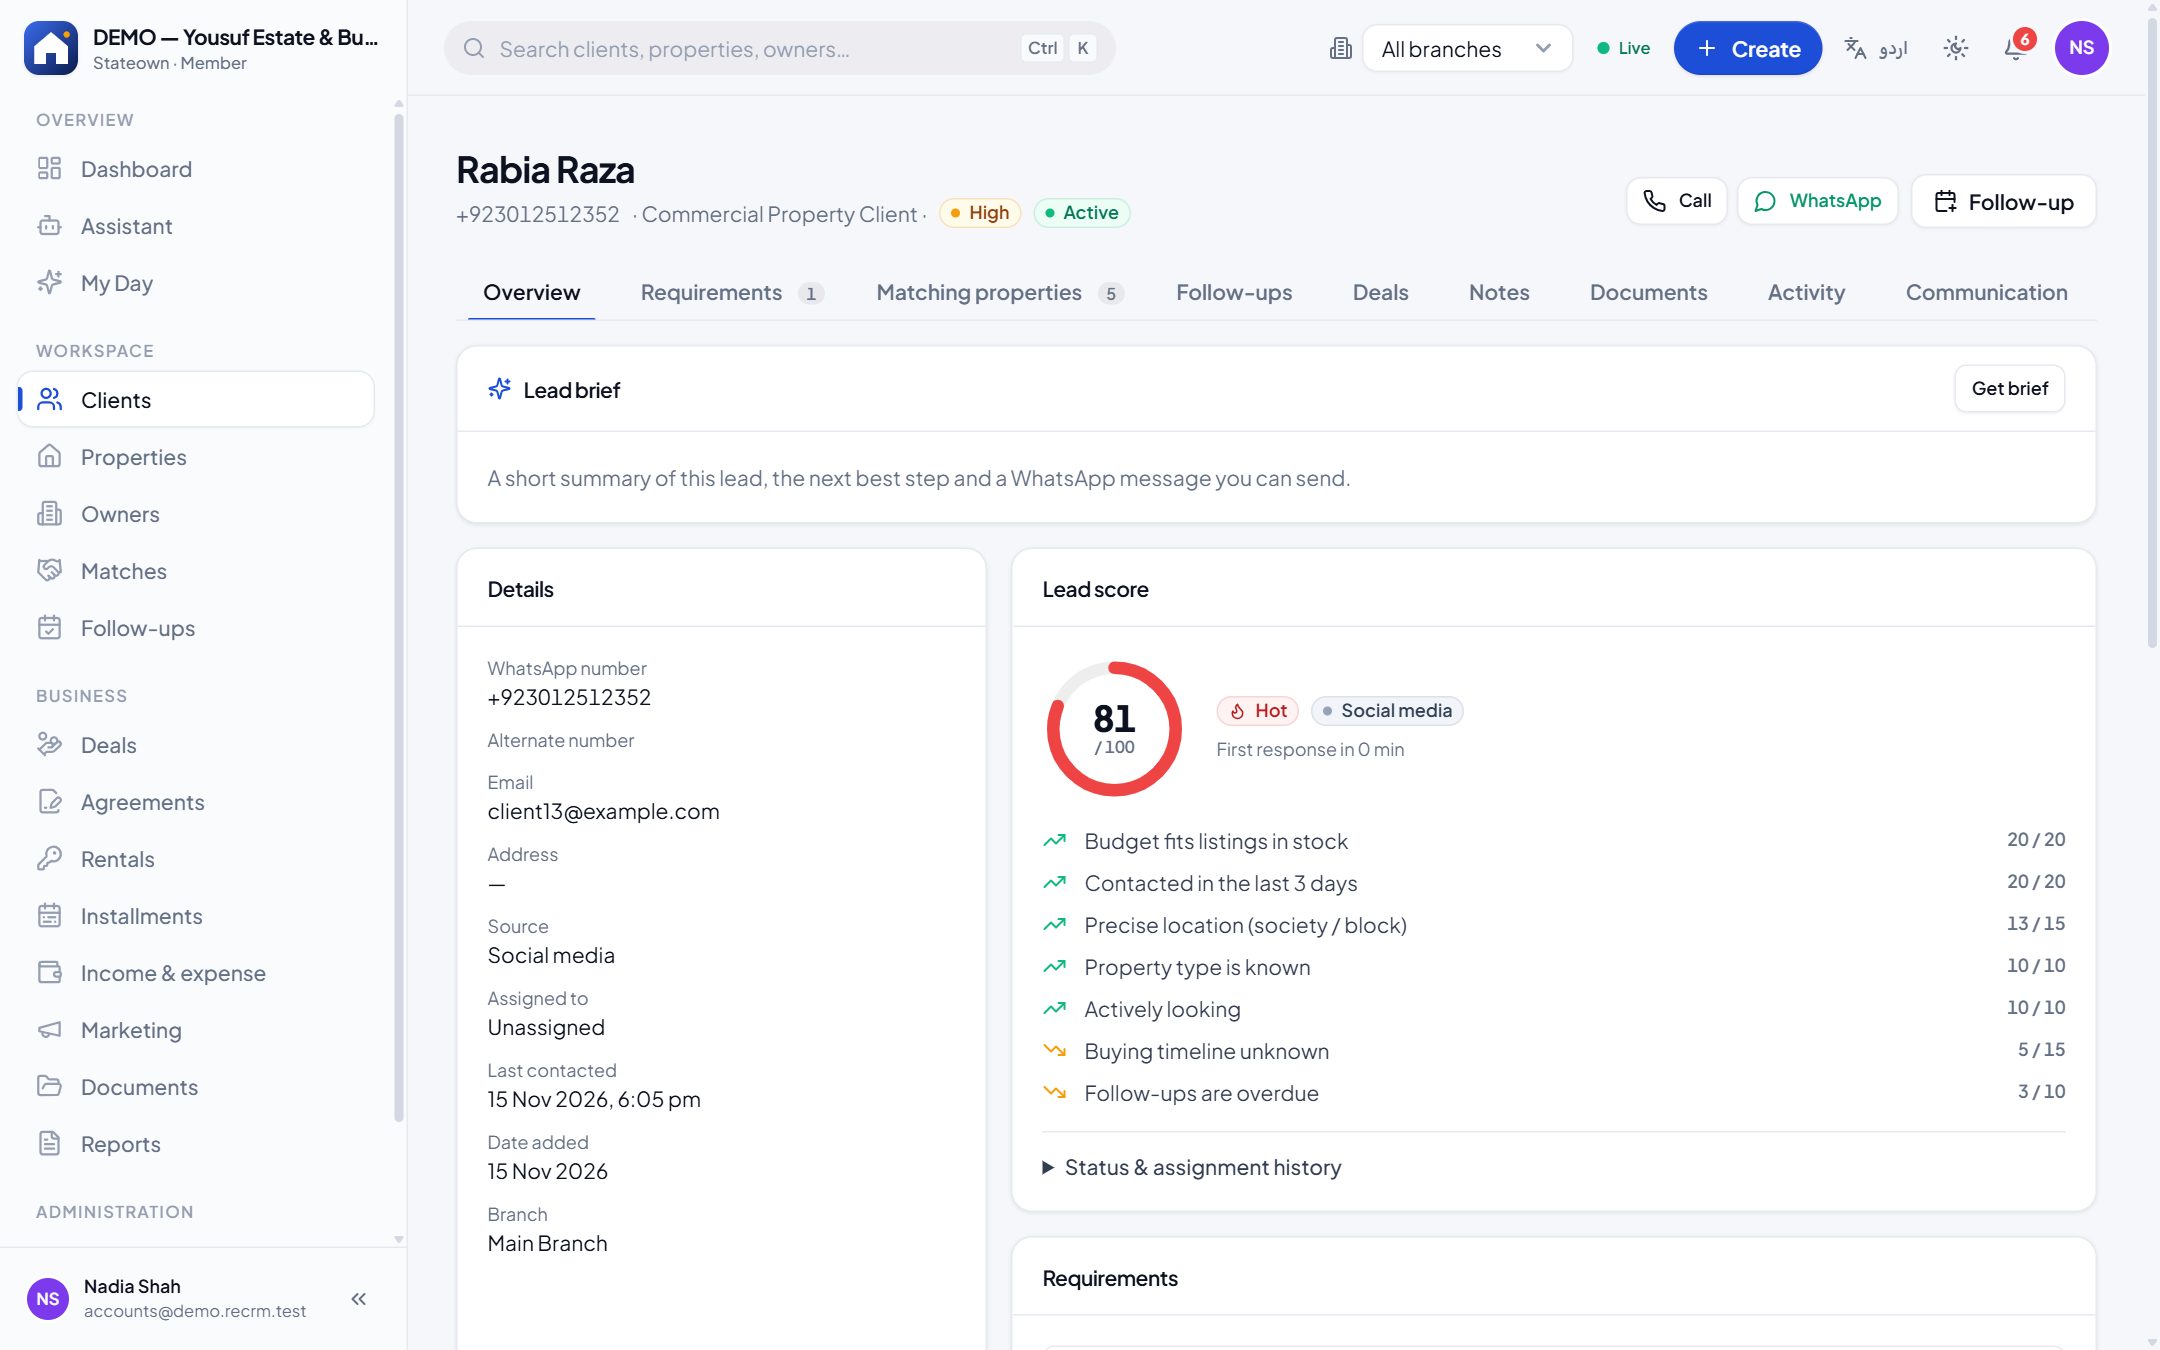 DEMO — Yousuf Estate & Bu...
Stateown · Member
OVERVIEW
Dashboard
Assistant
My Day
WORKSPACE
Clients
Properties
Owners
Matches
Follow-ups
BUSINESS
Deals
Agreements
Rentals
Installments
Income & expense
Marketing
Documents
Reports
ADMINISTRATION
NS
Nadia Shah
accounts@demo.recrm.test
Search clients, properties, owners...
Ctrl K
All branches
Live
Create
اردو
6
NS
Rabia Raza
+923012512352 · Commercial Property Client · High Active
Call
WhatsApp
Follow-up
Overview
Requirements 1
Matching properties 5
Follow-ups
Deals
Notes
Documents
Activity
Communication
Lead brief
Get brief
A short summary of this lead, the next best step and a WhatsApp message you can send.
Details
WhatsApp number
+923012512352
Alternate number
Email
client13@example.com
Address
—
Source
Social media
Assigned to
Unassigned
Last contacted
15 Nov 2026, 6:05 pm
Date added
15 Nov 2026
Branch
Main Branch
Lead score
81
/ 100
Hot
Social media
First response in 0 min
Budget fits listings in stock 20 / 20
Contacted in the last 3 days 20 / 20
Precise location (society / block) 13 / 15
Property type is known 10 / 10
Actively looking 10 / 10
Buying timeline unknown 5 / 15
Follow-ups are overdue 3 / 10
Status & assignment history
Requirements